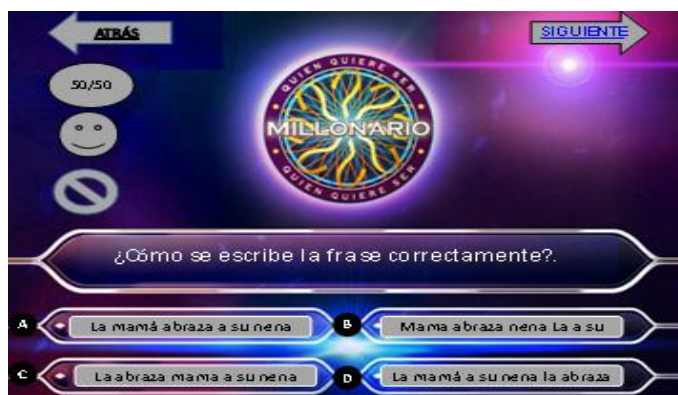 ATRÁS
SIGUIENTE
50/50
QUIEN QUIERE SER
MILLONARIO
QUIEN QUIERE SER
¿Cómo se escribe la frase correctamente?.
A La mamá abraza a su nena
B Mama abraza nena La a su
C La abraza mama a su nena
D La mamá a su nena la abraza